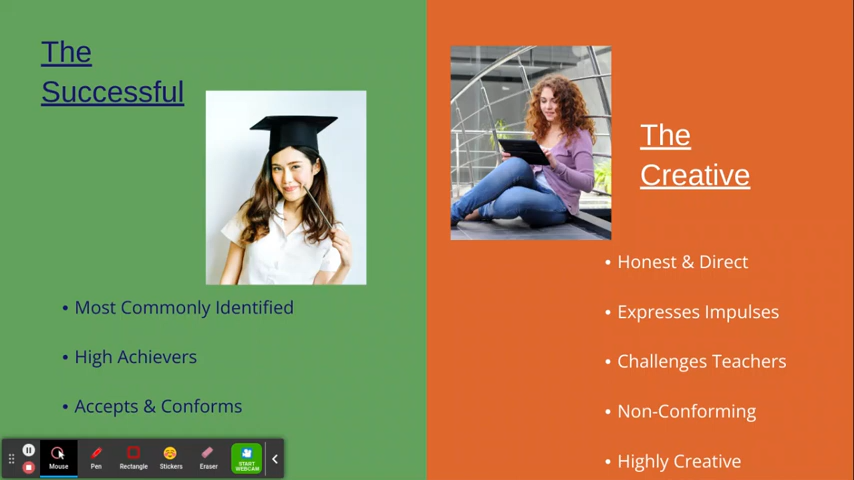 The
Successful
• Most Commonly Identified
• High Achievers
• Accepts & Conforms
The
Creative
• Honest & Direct
• Expresses Impulses
• Challenges Teachers
• Non-Conforming
• Highly Creative
Mouse
Pen
Rectangle
Stickers
Eraser
START
WEBCAM